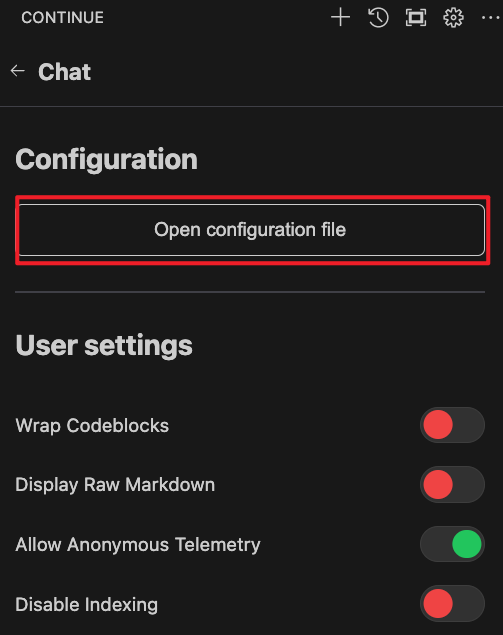 CONTINUE
Chat
Configuration
Open configuration file
User settings
Wrap Codeblocks
Display Raw Markdown
Allow Anonymous Telemetry
Disable Indexing